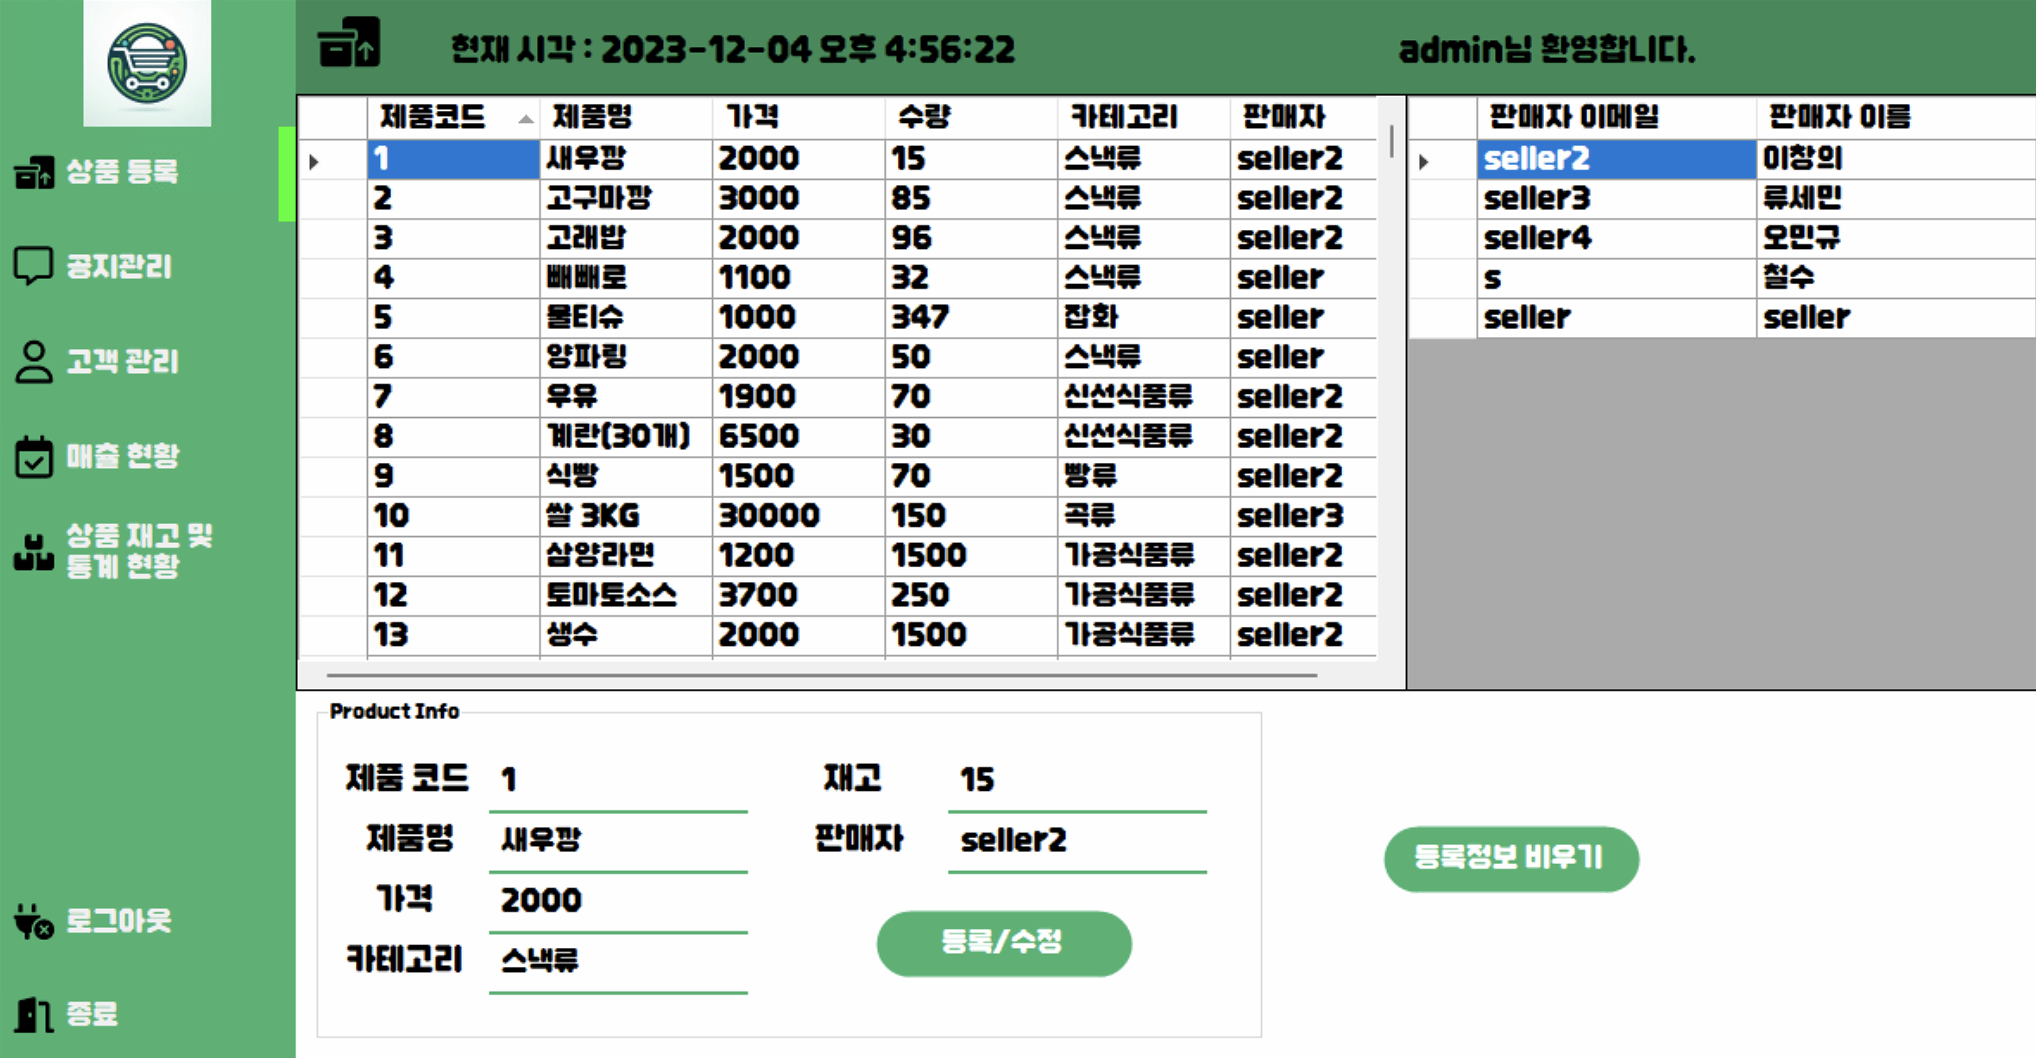 현재 시각 : 2023-12-04 오후 4:56:22
admin님 환영합니다.
상품 등록
공지관리
고객 관리
매출 현황
상품 재고 및
통계 현황
로그아웃
종료
제품코드 제품명 가격 수량 카테고리 판매자
1 새우깡 2000 15 스낵류 seller2
2 고구마깡 3000 85 스낵류 seller2
3 고래밥 2000 96 스낵류 seller2
4 빼빼로 1100 32 스낵류 seller
5 물티슈 1000 347 잡화 seller
6 양파링 2000 50 스낵류 seller
7 우유 1900 70 신선식품류 seller2
8 계란(30개) 6500 30 신선식품류 seller2
9 식빵 1500 70 빵류 seller2
10 쌀 3KG 30000 150 곡류 seller3
11 삼양라면 1200 1500 가공식품류 seller2
12 토마토소스 3700 250 가공식품류 seller2
13 생수 2000 1500 가공식품류 seller2
판매자 이메일 판매자 이름
seller2 이창의
seller3 류세민
seller4 오민규
s 철수
seller seller
Product Info
제품 코드 1
제품명 새우깡
가격 2000
카테고리 스낵류
재고 15
판매자 seller2
등록/수정
등록정보 비우기